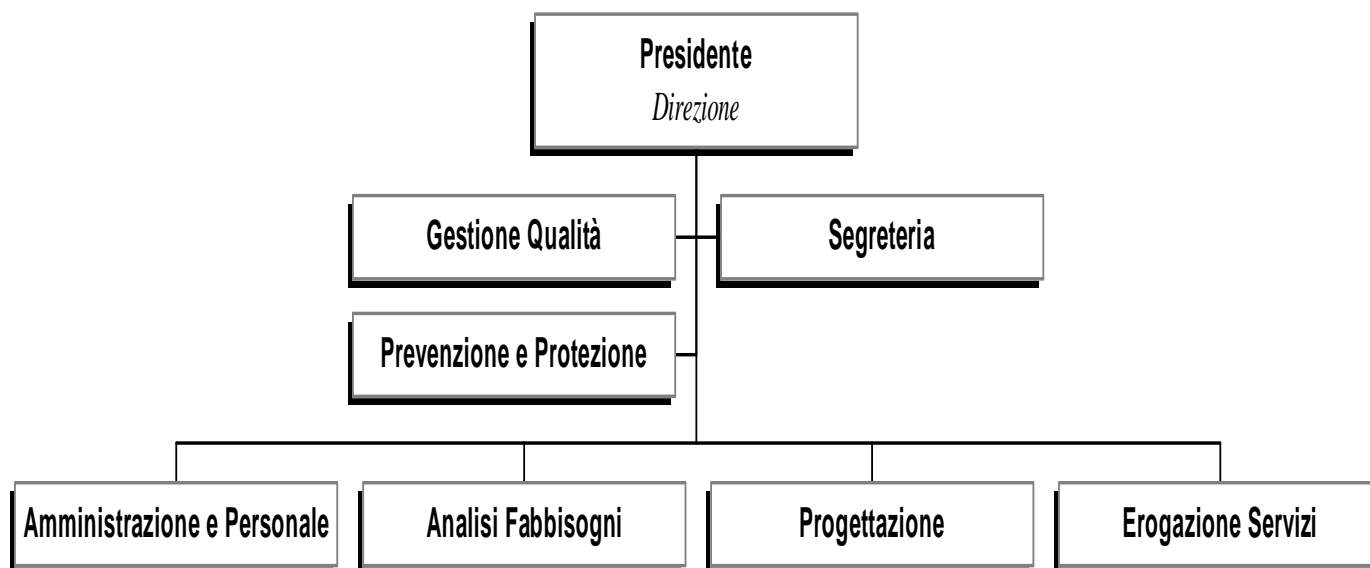 Presidente
Direzione
Gestione Qualità
Segreteria
Prevenzione e Protezione
Amministrazione e Personale
Analisi Fabbisogni
Progettazione
Erogazione Servizi